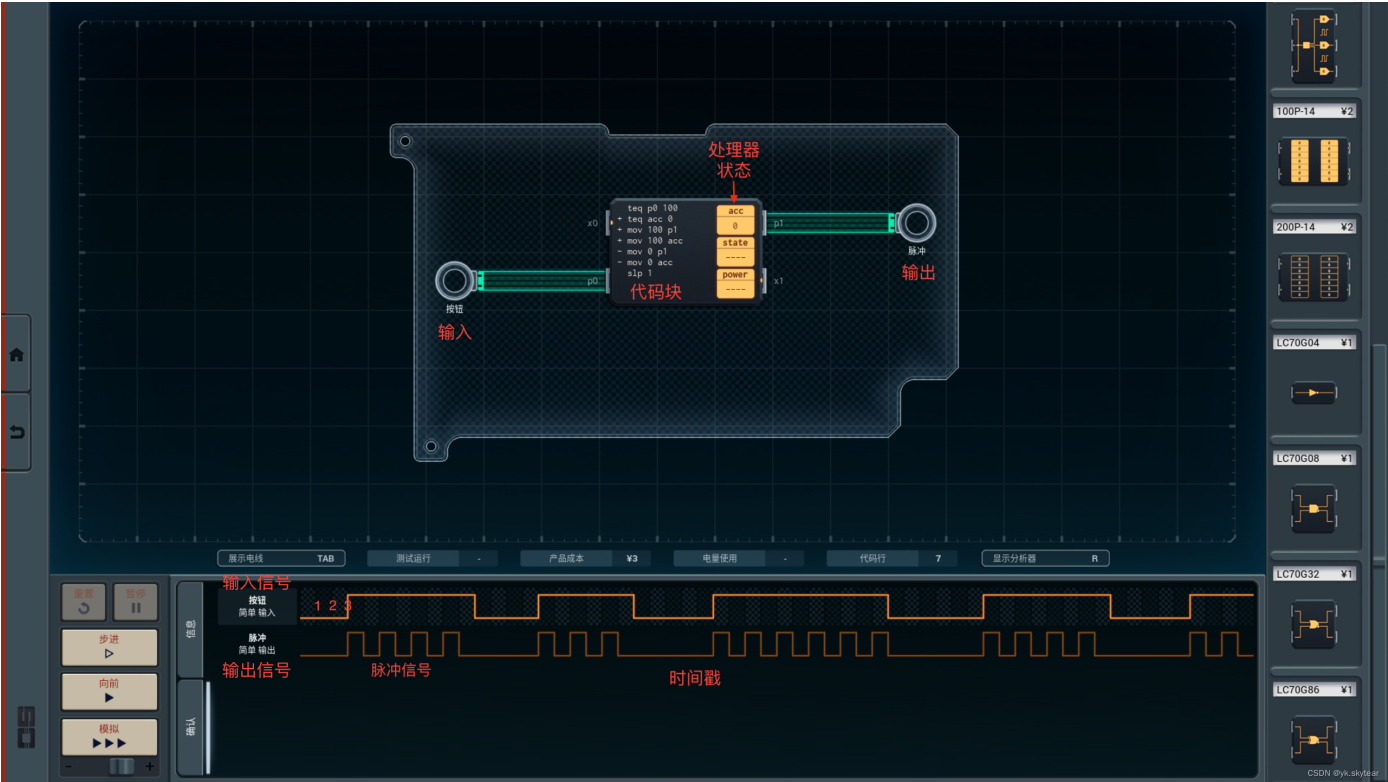 处理器
状态
x0
teq p0 100
+ teq acc 0
+ mov 100 p1
+ mov 100 acc
- mov 0 p1
- mov 0 acc
slp 1
代码块
acc
0
state
----
power
----
p1
x1
p0
脉冲
输出
按钮
输入
100P-14 ¥2
200P-14 ¥2
LC70G04 ¥1
LC70G08 ¥1
LC70G32 ¥1
LC70G86 ¥1
展示电线 TAB
测试运行 -
产品成本 ¥3
电量使用 -
代码行 7
显示分析器 R
重置
暂停
步进
向前
模拟
- +
信息
确认
输入信号
按钮
简单 输入
1 2 3
脉冲
简单 输出
输出信号
脉冲信号
时间戳
CSDN @yk.skytear